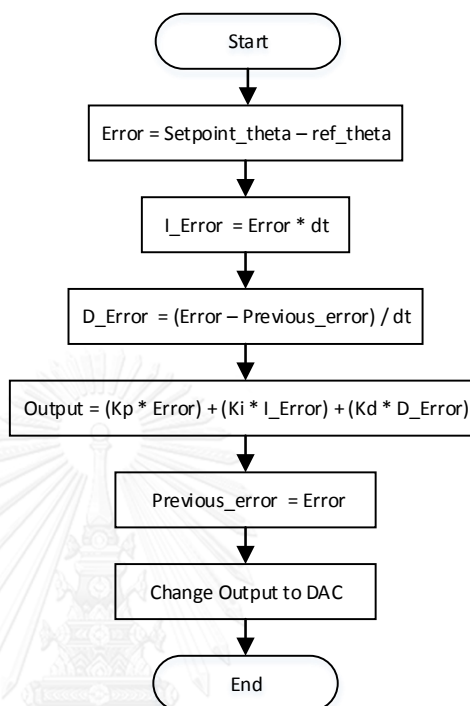 Start
Error = Setpoint_theta – ref_theta
I_Error = Error * dt
D_Error = (Error – Previous_error) / dt
Output = (Kp * Error) + (Ki * I_Error) + (Kd * D_Error)
Previous_error = Error
Change Output to DAC
End